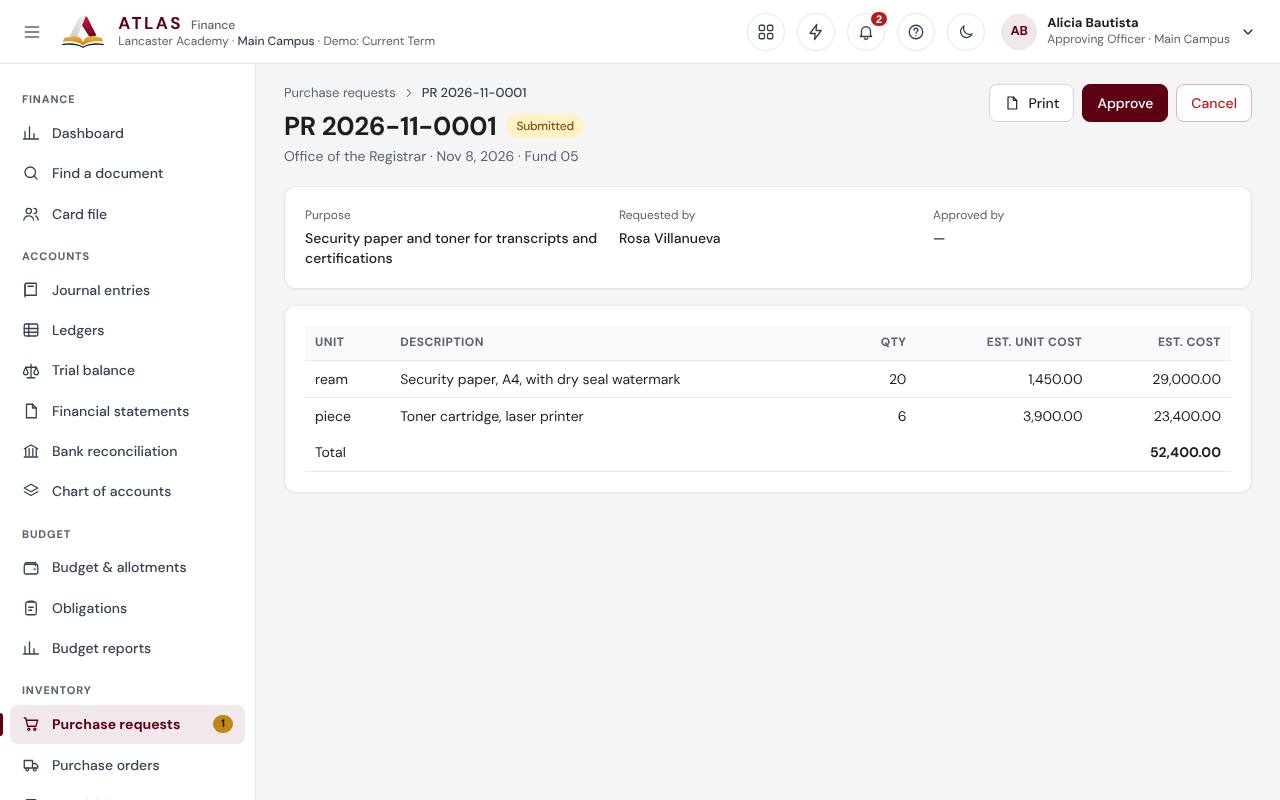 ATLAS Finance
Lancaster Academy · Main Campus · Demo: Current Term
2
AB
Alicia Bautista
Approving Officer · Main Campus
FINANCE
Dashboard
Find a document
Card file
ACCOUNTS
Journal entries
Ledgers
Trial balance
Financial statements
Bank reconciliation
Chart of accounts
BUDGET
Budget & allotments
Obligations
Budget reports
INVENTORY
Purchase requests 1
Purchase orders
Purchase requests > PR 2026-11-0001
PR 2026-11-0001 Submitted
Office of the Registrar · Nov 8, 2026 · Fund 05
Print Approve Cancel
Purpose Requested by Approved by
Security paper and toner for transcripts and Rosa Villanueva —
certifications
UNIT DESCRIPTION QTY EST. UNIT COST EST. COST
ream Security paper, A4, with dry seal watermark 20 1,450.00 29,000.00
piece Toner cartridge, laser printer 6 3,900.00 23,400.00
Total 52,400.00